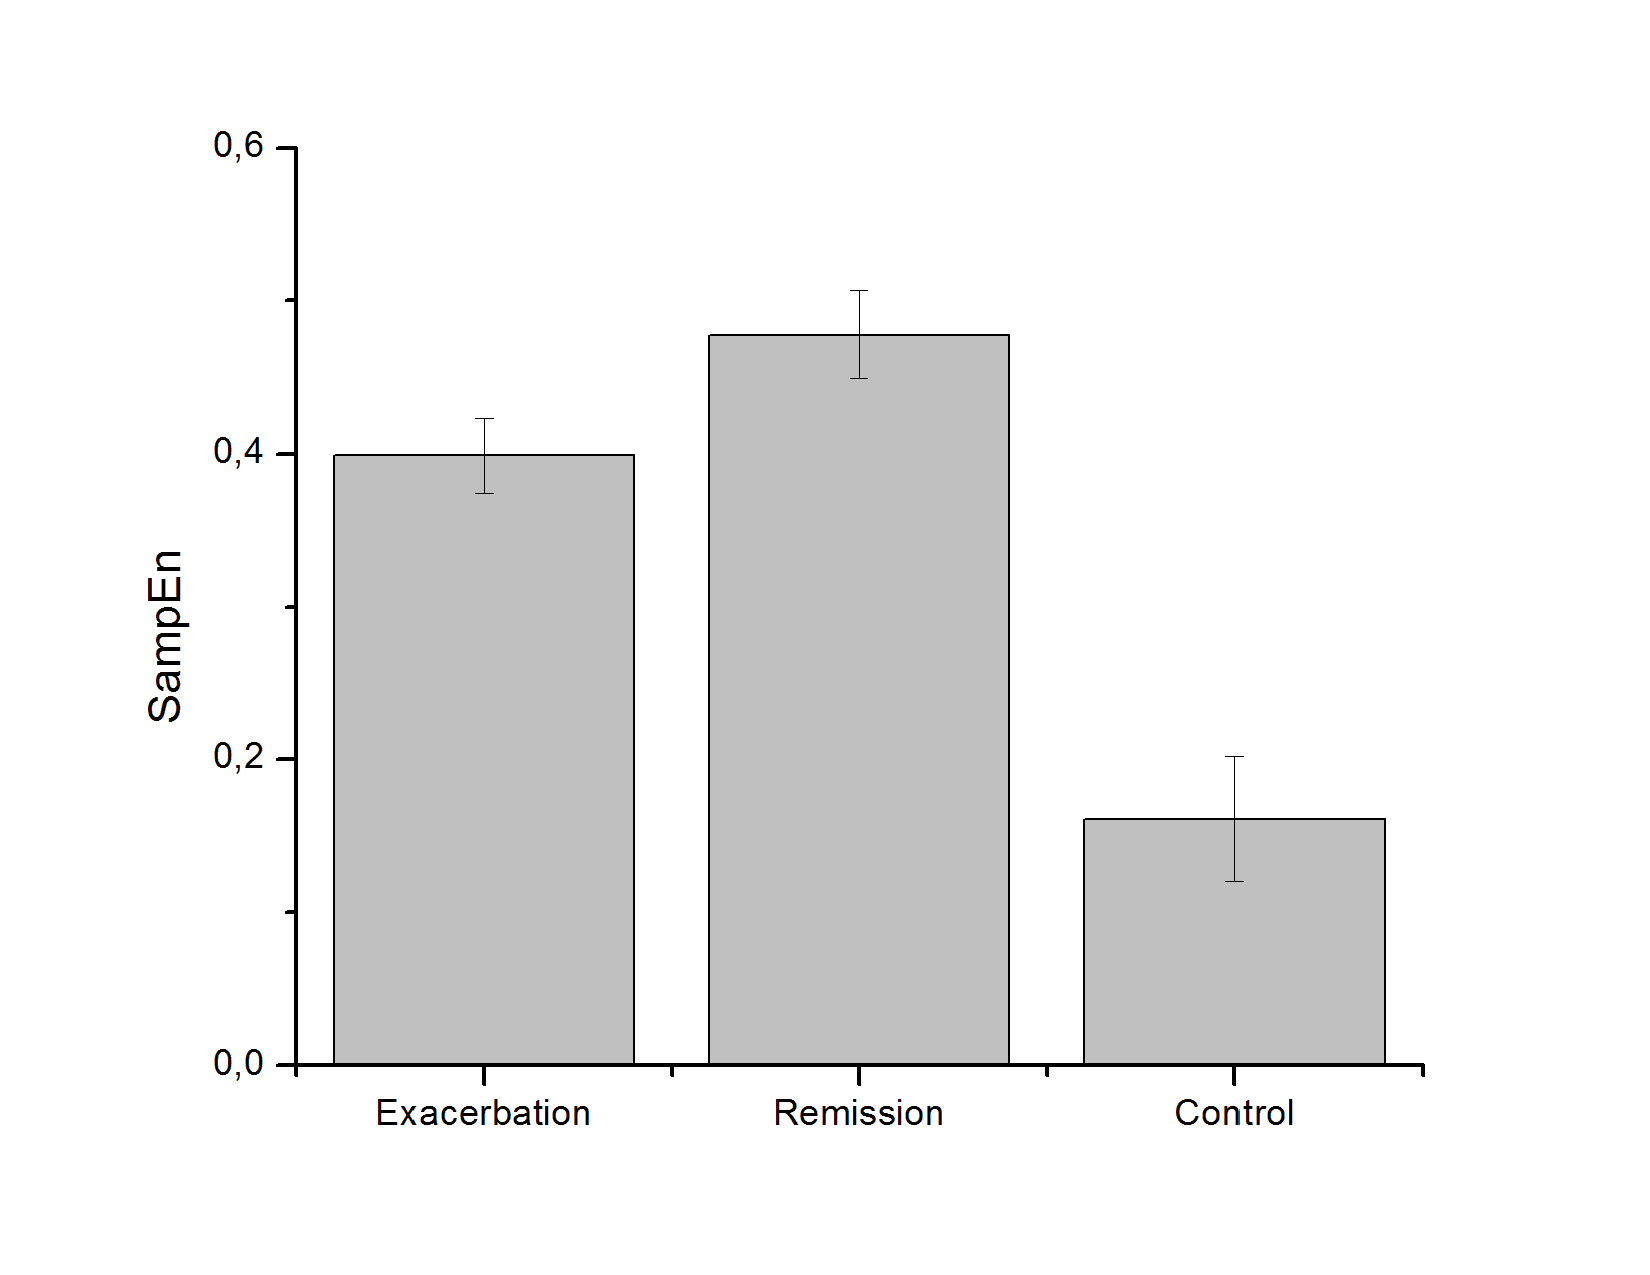 0,6
0,4
0,2
0,0
SampEn
Exacerbation
Remission
Control